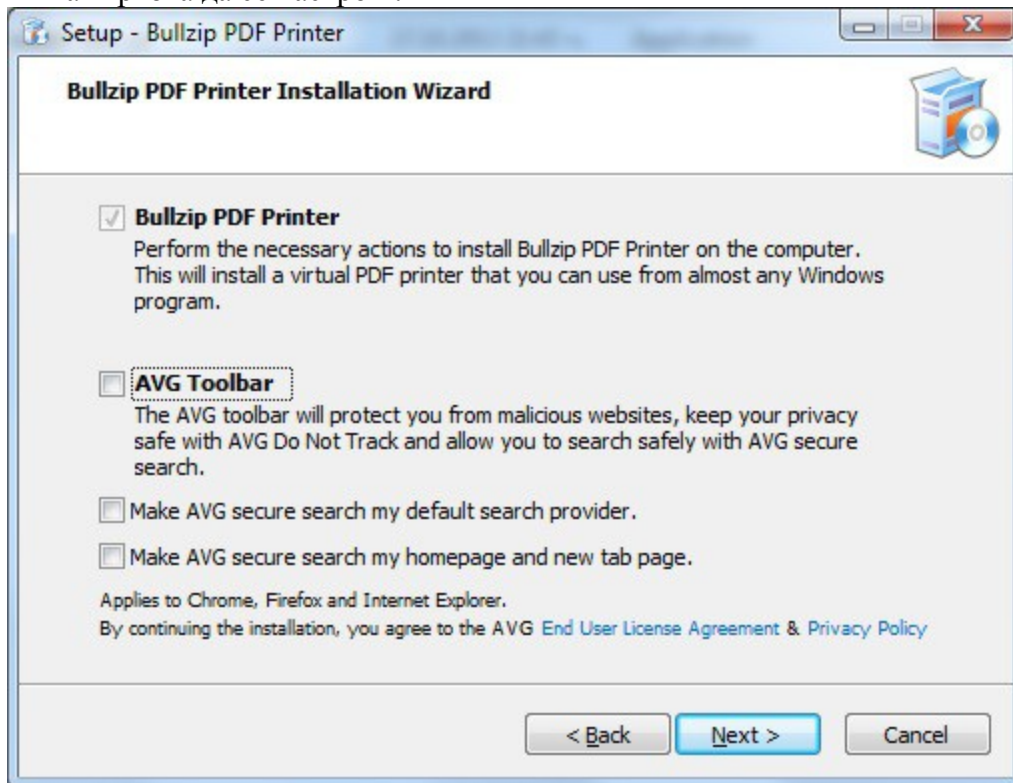 Setup - Bullzip PDF Printer
Bullzip PDF Printer Installation Wizard
Bullzip PDF Printer
Perform the necessary actions to install Bullzip PDF Printer on the computer.
This will install a virtual PDF printer that you can use from almost any Windows
program.
AVG Toolbar
The AVG toolbar will protect you from malicious websites, keep your privacy
safe with AVG Do Not Track and allow you to search safely with AVG secure
search.
Make AVG secure search my default search provider.
Make AVG secure search my homepage and new tab page.
Applies to Chrome, Firefox and Internet Explorer.
By continuing the installation, you agree to the AVG End User License Agreement & Privacy Policy
< Back
Next >
Cancel